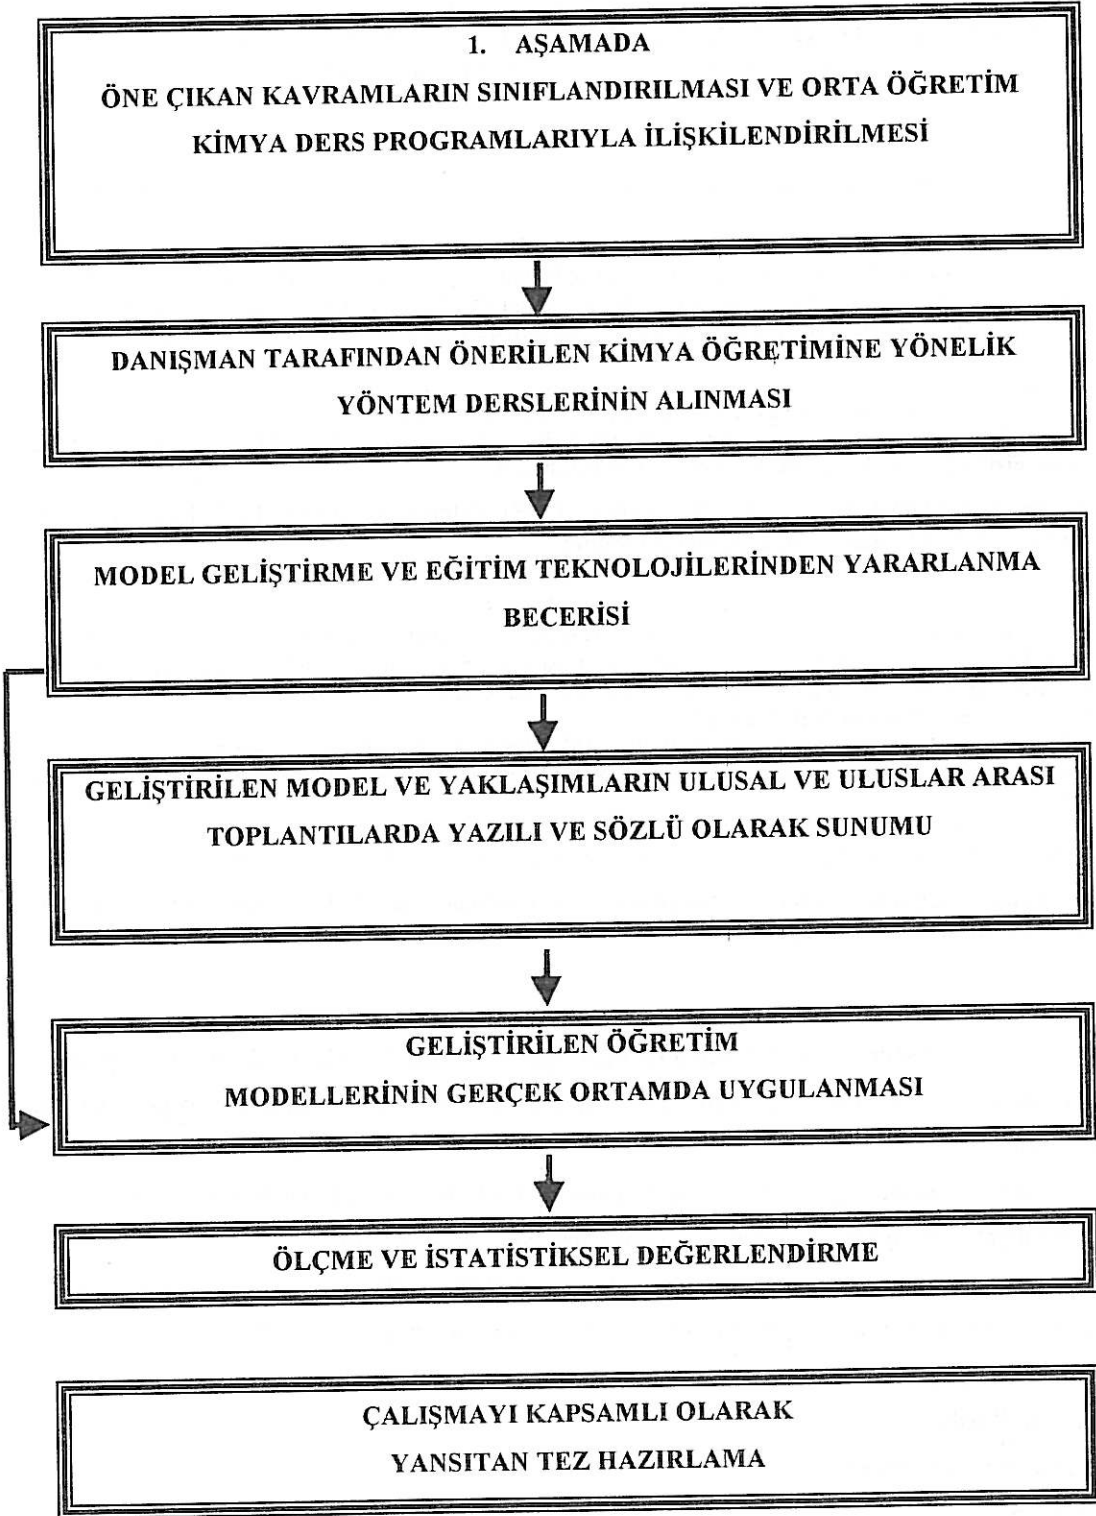 1. AŞAMADA
ÖNE ÇIKAN KAVRAMLARIN SINIFLANDIRILMASI VE ORTA ÖĞRETİM
KİMYA DERS PROGRAMLARIYLA İLİŞKİLENDİRİLMESİ
DANIŞMAN TARAFINDAN ÖNERİLEN KİMYA ÖĞRETİMİNE YÖNELİK
YÖNTEM DERSLERİNİN ALINMASI
MODEL GELİŞTİRME VE EĞİTİM TEKNOLOJİLERİNDEN YARARLANMA
BECERİSİ
GELİŞTİRİLEN MODEL VE YAKLAŞIMLARIN ULUSAL VE ULUSLAR ARASI
TOPLANTILARDA YAZILI VE SÖZLÜ OLARAK SUNUMU
GELİŞTİRİLEN ÖĞRETİM
MODELLERİNİN GERÇEK ORTAMDA UYGULANMASI
ÖLÇME VE İSTATİSTİKSEL DEĞERLENDİRME
ÇALIŞMAYI KAPSAMLI OLARAK
YANSITAN TEZ HAZIRLAMA